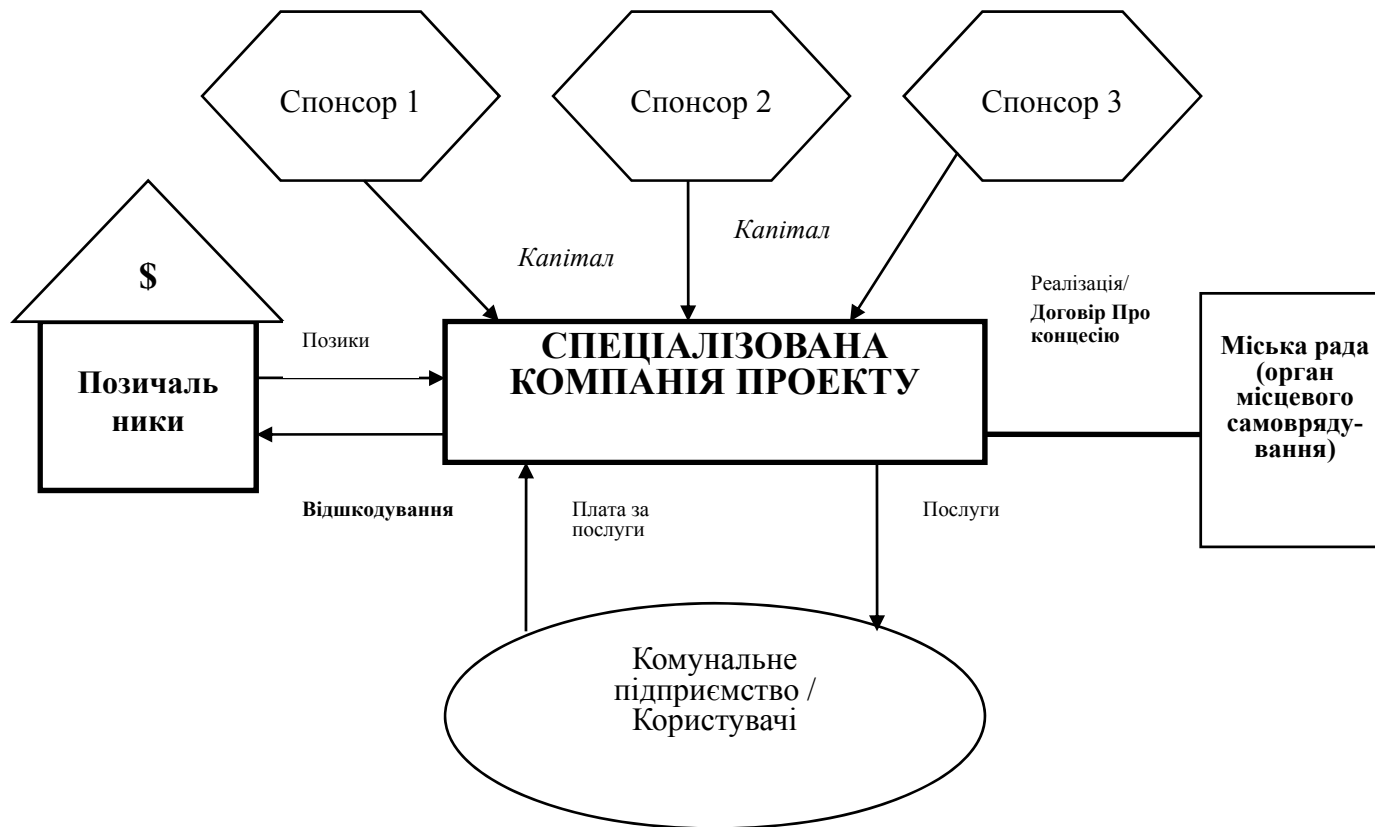 Спонсор 1
Спонсор 2
Спонсор 3
Капітал
Капітал
$
Позичаль
ники
Позики
СПЕЦІАЛІЗОВАНА
КОМПАНІЯ ПРОЕКТУ
Реалізація/
Договір Про
концесію
Міська рада
(орган
місцевого
самовряду-
вання)
Відшкодування
Плата за
послуги
Послуги
Комунальне
підприємство /
Користувачі